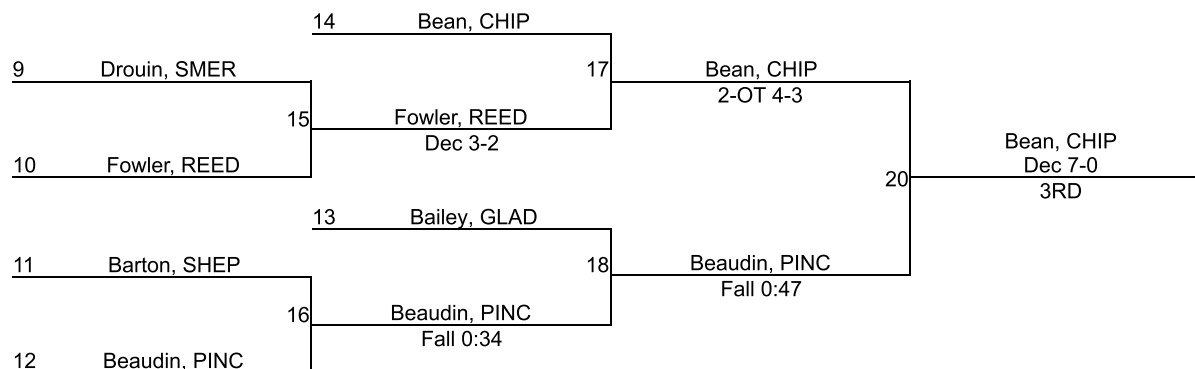 14 Bean, CHIP
9 Drouin, SMER
17 Bean, CHIP
2-OT 4-3
15 Fowler, REED
Dec 3-2
Bean, CHIP
10 Fowler, REED
Dec 7-0
20
3RD
13 Bailey, GLAD
11 Barton, SHEP
18 Beaudin, PINC
Fall 0:47
16 Beaudin, PINC
Fall 0:34
12 Beaudin, PINC